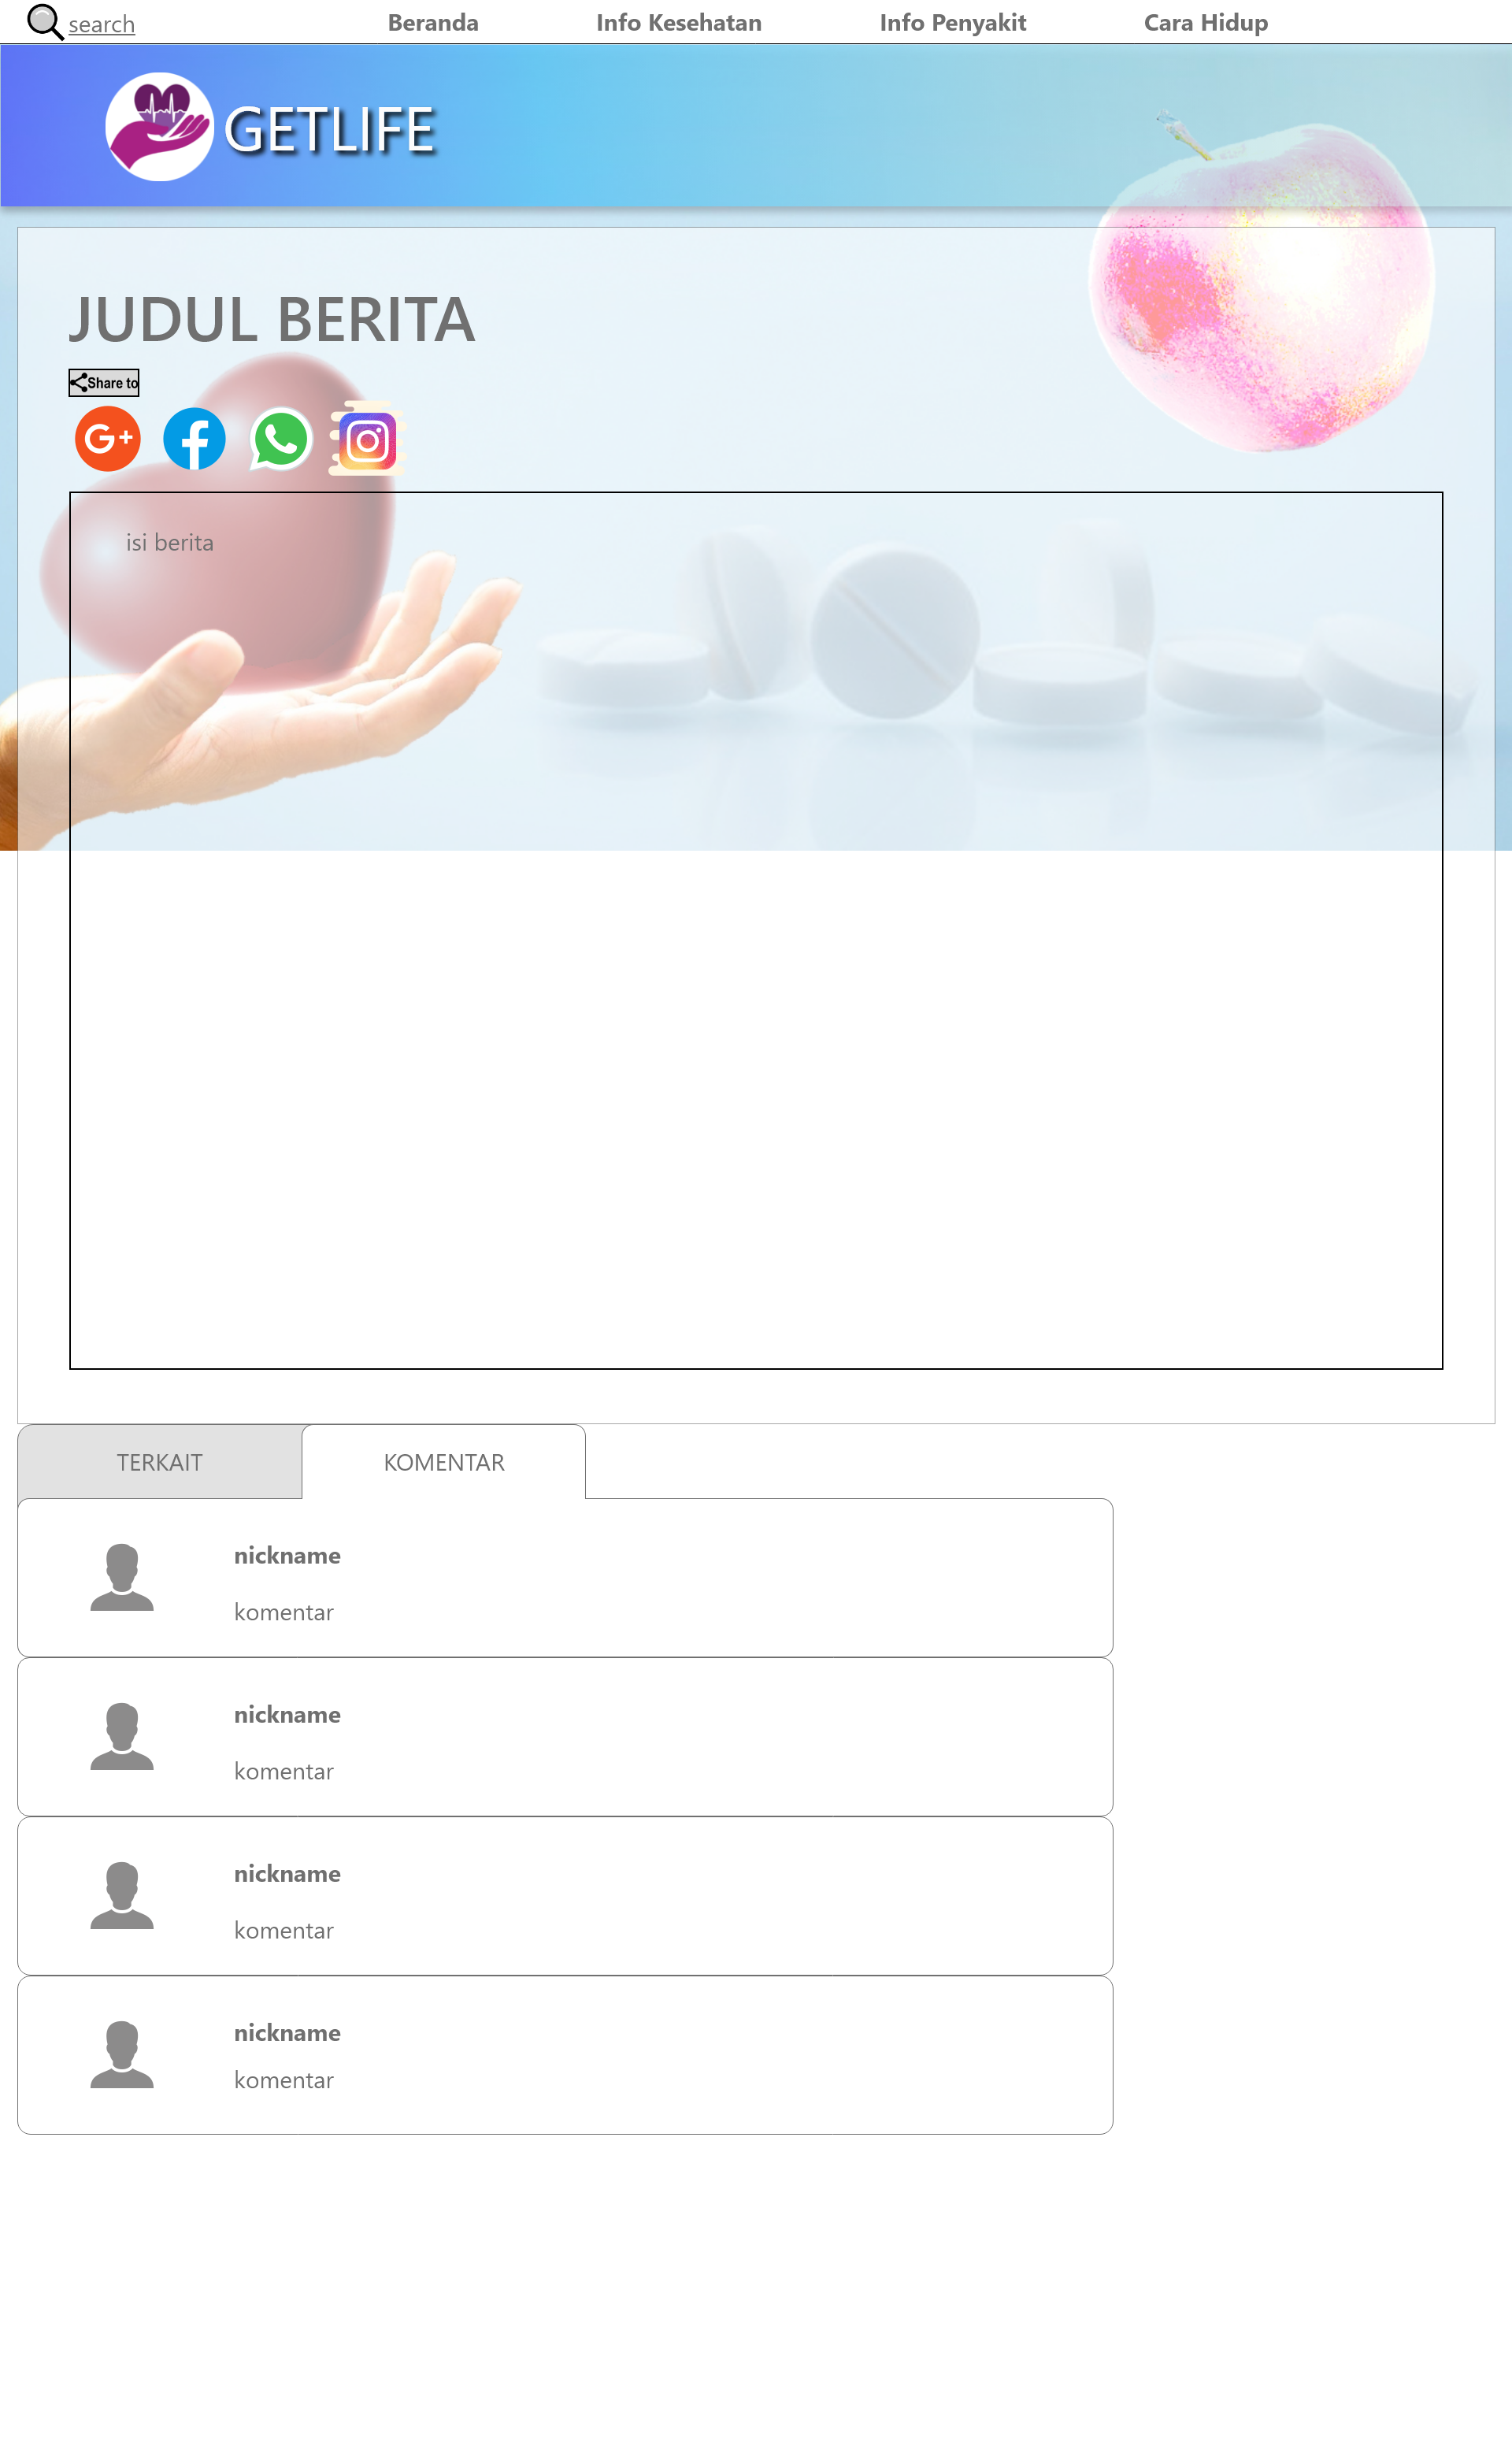 search Beranda Info Kesehatan Info Penyakit Cara Hidup
GETLIFE
JUDUL BERITA
Share to
G+
isi berita
TERKAIT KOMENTAR
nickname
komentar
nickname
komentar
nickname
komentar
nickname
komentar